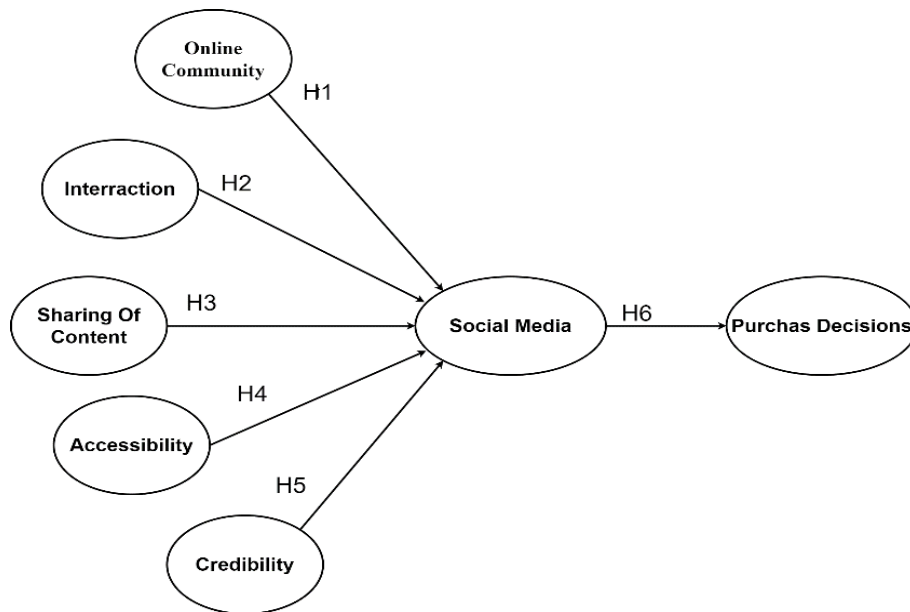 Online
Community
H1
Interraction
H2
Sharing Of
Content
H3
Social Media
H6
Purchas Decisions
Accessibility
H4
Credibility
H5